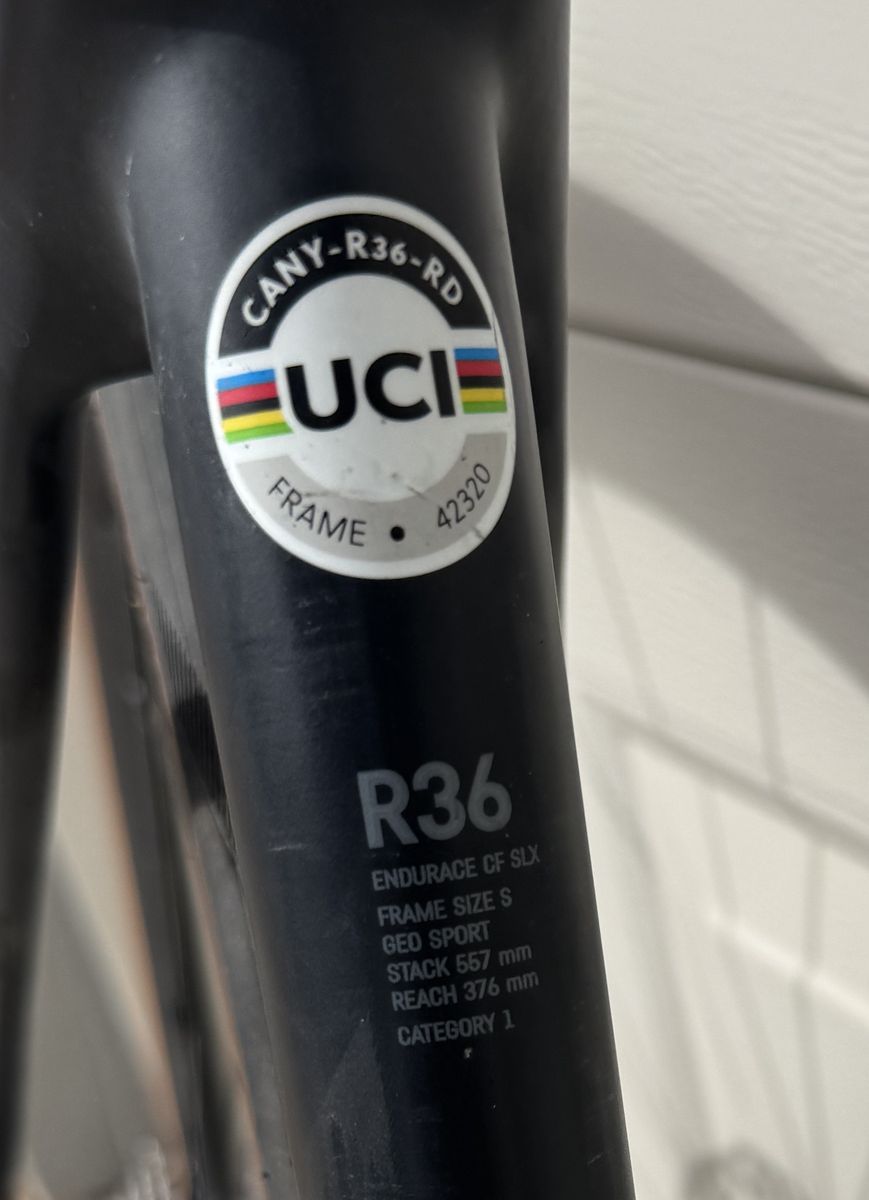 CANY-R36-RD
UCI
FRAME • 42320
R36
ENDURACE CF SLX
FRAME SIZE S
GEO SPORT
STACK 557 mm
REACH 376 mm
CATEGORY 1